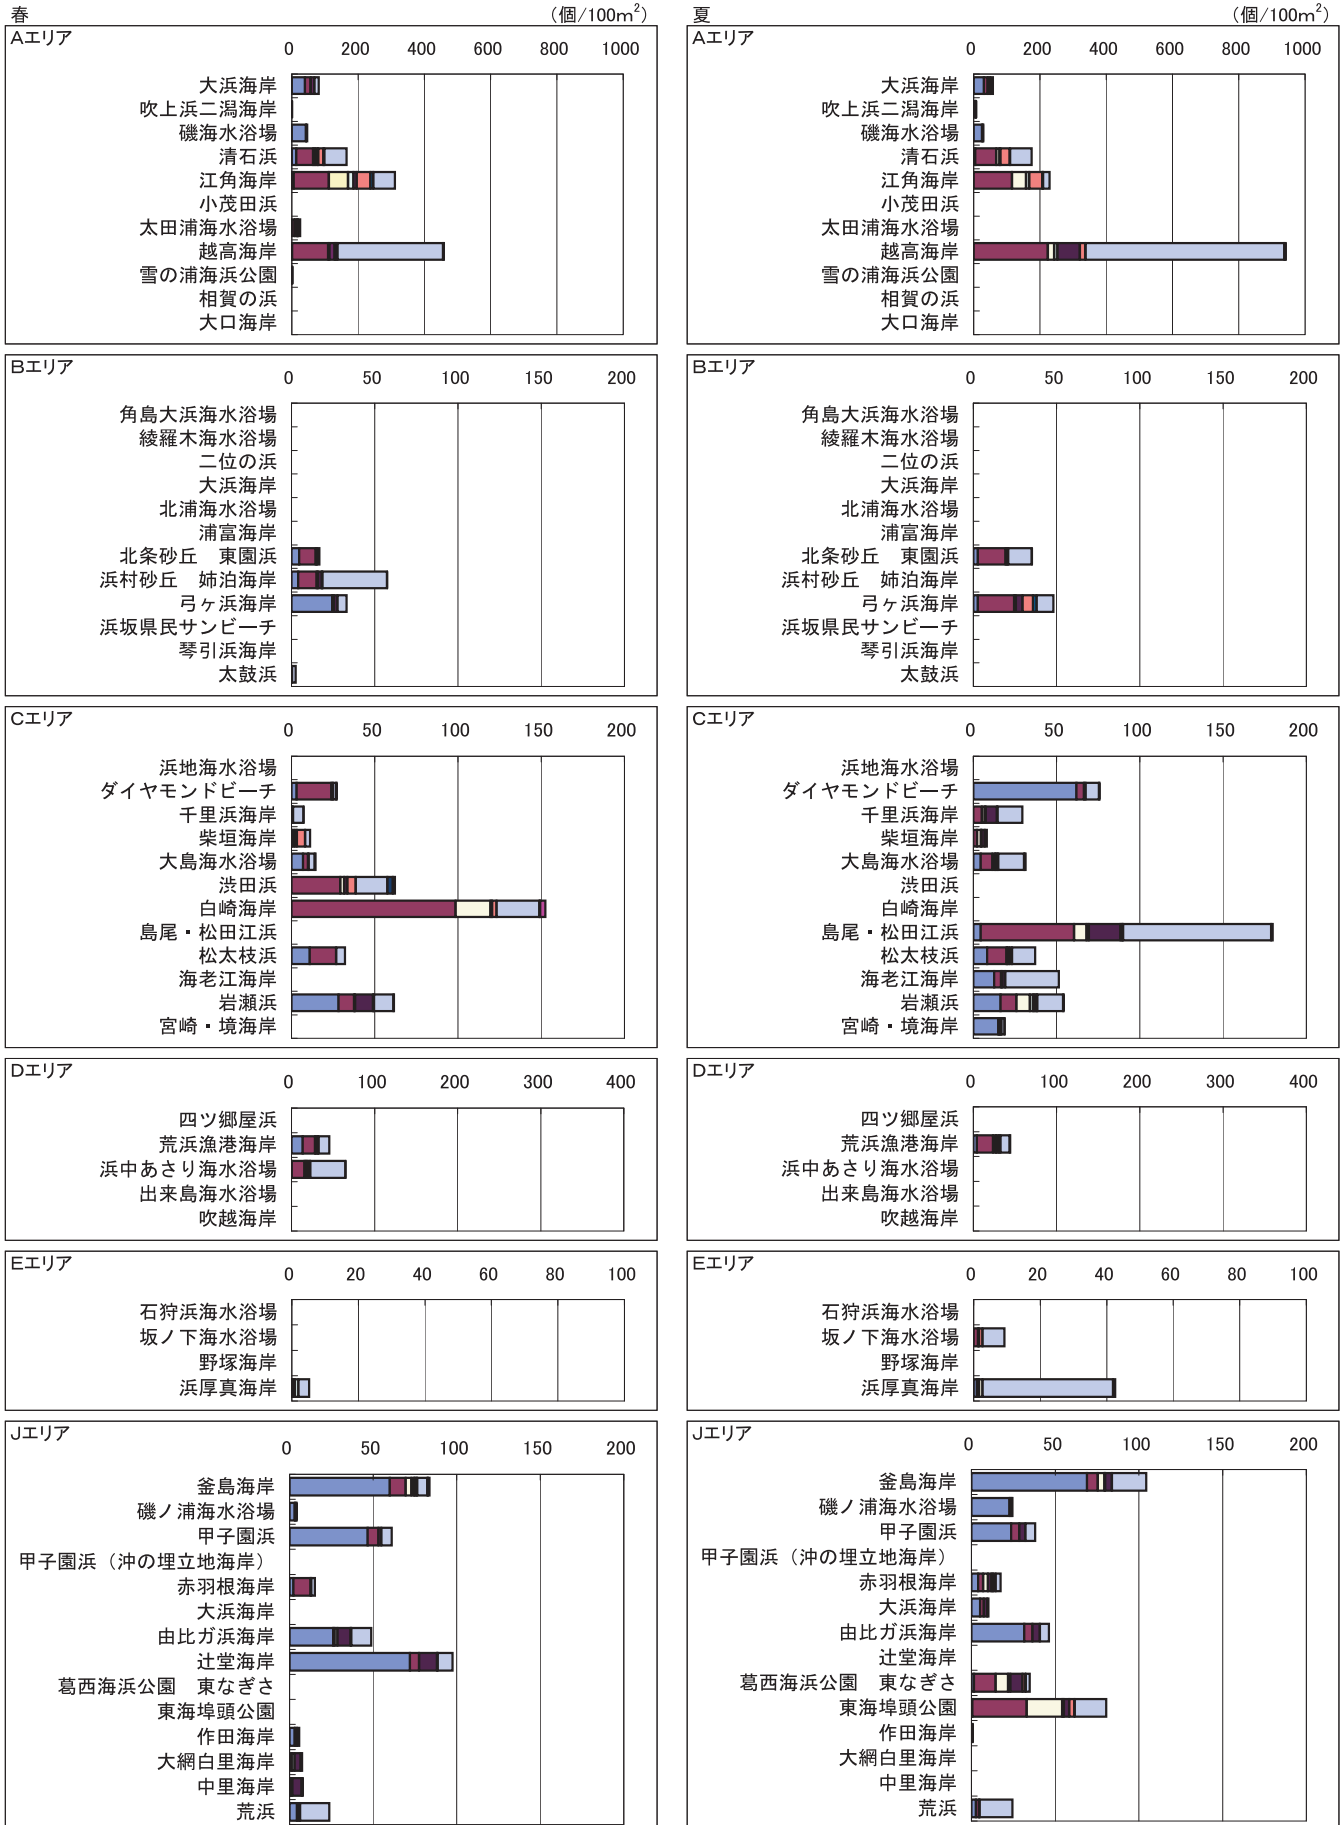 春 (個/100m²)
Aエリア
0 200 400 600 800 1000
大浜海岸
吹上浜二潟海岸
磯海水浴場
清石浜
江角海岸
小茂田浜
太田浦海水浴場
越高海岸
雪の浦海浜公園
相賀の浜
大口海岸
Bエリア
0 50 100 150 200
角島大浜海水浴場
綾羅木海水浴場
二位の浜
大浜海岸
北浦海水浴場
浦富海岸
北条砂丘 東園浜
浜村砂丘 姉泊海岸
弓ヶ浜海岸
浜坂県民サンビーチ
琴引浜海岸
太鼓浜
Cエリア
0 50 100 150 200
浜地海水浴場
ダイヤモンドビーチ
千里浜海岸
柴垣海岸
大島海水浴場
渋田浜
白崎海岸
島尾・松田江浜
松太枝浜
海老江海岸
岩瀬浜
宮崎・境海岸
Dエリア
0 100 200 300 400
四ツ郷屋浜
荒浜漁港海岸
浜中あさり海水浴場
出来島海水浴場
吹越海岸
Eエリア
0 20 40 60 80 100
石狩浜海水浴場
坂ノ下海水浴場
野塚海岸
浜厚真海岸
Jエリア
0 50 100 150 200
釜島海岸
磯ノ浦海水浴場
甲子園浜
甲子園浜（沖の埋立地海岸）
赤羽根海岸
大浜海岸
由比ガ浜海岸
辻堂海岸
葛西海浜公園 東なぎさ
東海埠頭公園
作田海岸
大網白里海岸
中里海岸
荒浜
夏 (個/100m²)
Aエリア
0 200 400 600 800 1000
大浜海岸
吹上浜二潟海岸
磯海水浴場
清石浜
江角海岸
小茂田浜
太田浦海水浴場
越高海岸
雪の浦海浜公園
相賀の浜
大口海岸
Bエリア
0 50 100 150 200
角島大浜海水浴場
綾羅木海水浴場
二位の浜
大浜海岸
北浦海水浴場
浦富海岸
北条砂丘 東園浜
浜村砂丘 姉泊海岸
弓ヶ浜海岸
浜坂県民サンビーチ
琴引浜海岸
太鼓浜
Cエリア
0 50 100 150 200
浜地海水浴場
ダイヤモンドビーチ
千里浜海岸
柴垣海岸
大島海水浴場
渋田浜
白崎海岸
島尾・松田江浜
松太枝浜
海老江海岸
岩瀬浜
宮崎・境海岸
Dエリア
0 100 200 300 400
四ツ郷屋浜
荒浜漁港海岸
浜中あさり海水浴場
出来島海水浴場
吹越海岸
Eエリア
0 20 40 60 80 100
石狩浜海水浴場
坂ノ下海水浴場
野塚海岸
浜厚真海岸
Jエリア
0 50 100 150 200
釜島海岸
磯ノ浦海水浴場
甲子園浜
甲子園浜（沖の埋立地海岸）
赤羽根海岸
大浜海岸
由比ガ浜海岸
辻堂海岸
葛西海浜公園 東なぎさ
東海埠頭公園
作田海岸
大網白里海岸
中里海岸
荒浜